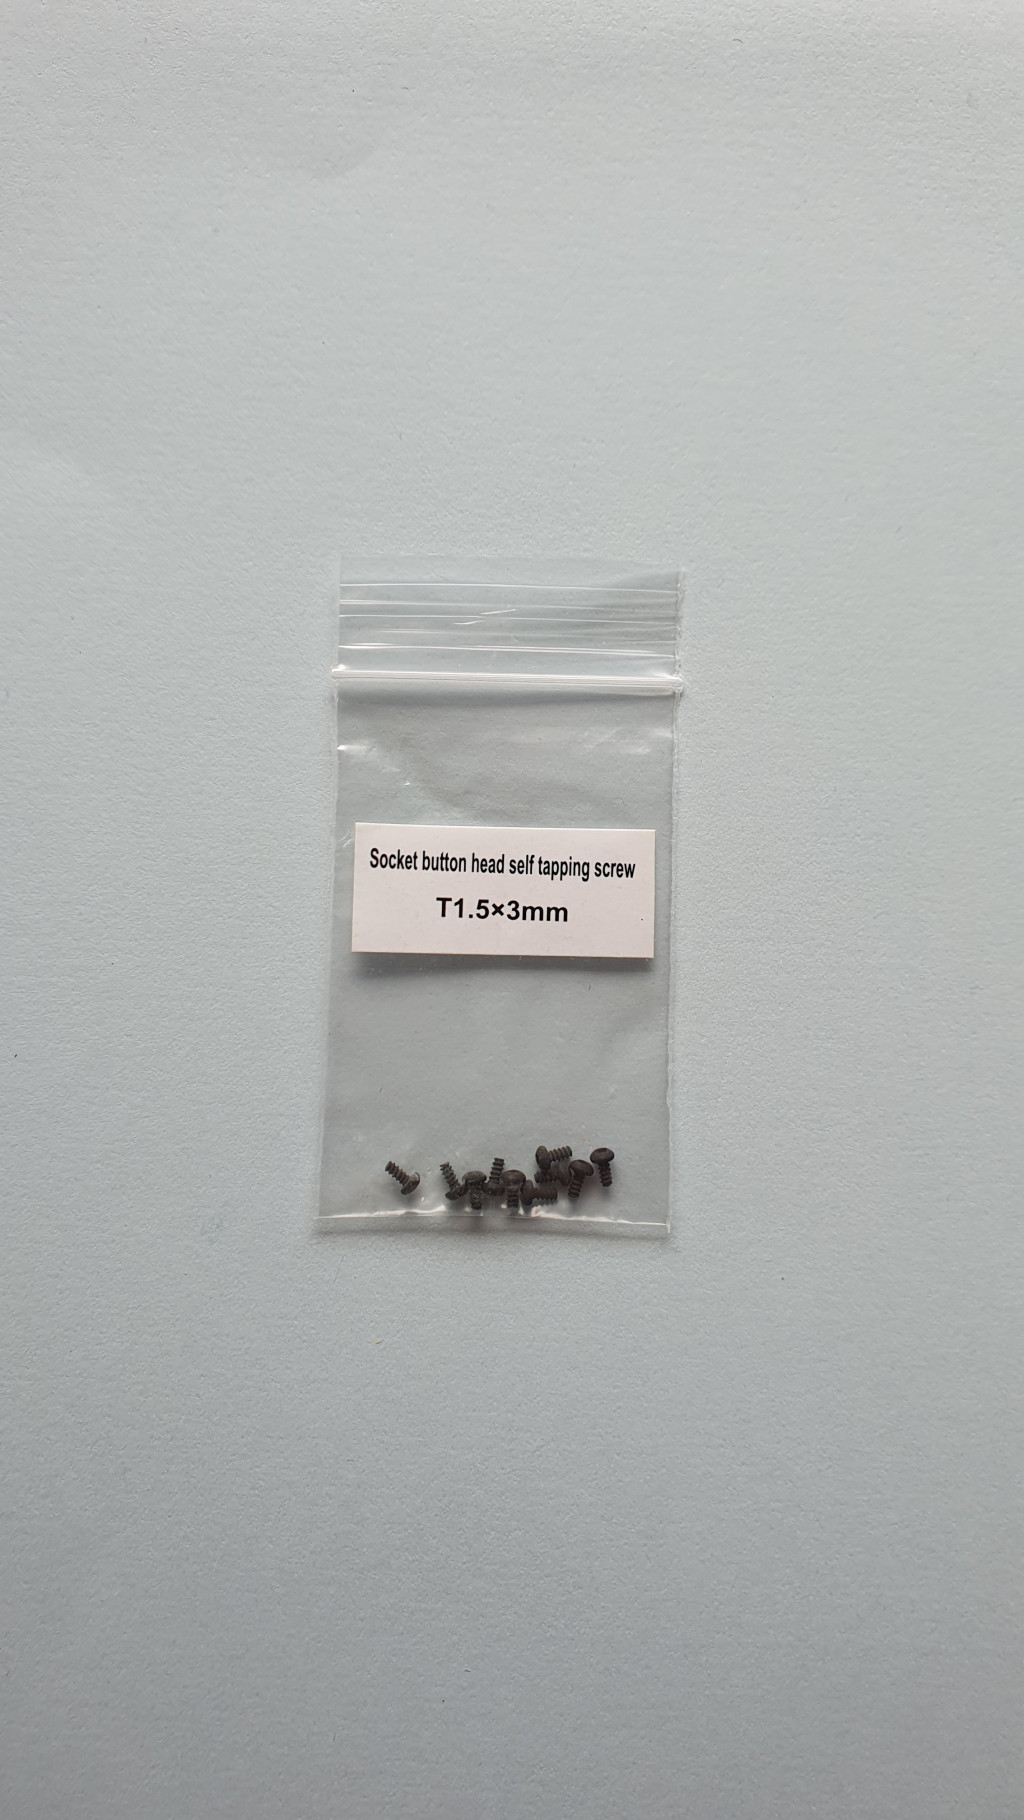 Socket button head self tapping screw
T1.5×3mm